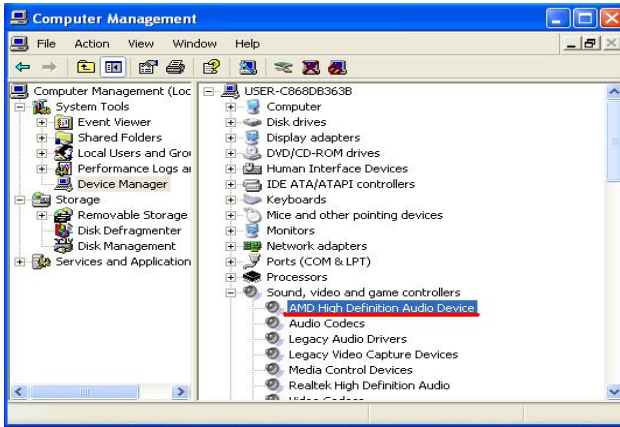 Computer Management
File Action View Window Help
Computer Management (Loc
System Tools
Event Viewer
Shared Folders
Local Users and Grou
Performance Logs a
Device Manager
Storage
Removable Storage
Disk Defragmenter
Disk Management
Services and Application
USER-C868DB363B
Computer
Disk drives
Display adapters
DVD/CD-ROM drives
Human Interface Devices
IDE ATA/ATAPI controllers
Keyboards
Mice and other pointing devices
Monitors
Network adapters
Ports (COM & LPT)
Processors
Sound, video and game controllers
AMD High Definition Audio Device
Audio Codecs
Legacy Audio Drivers
Legacy Video Capture Devices
Media Control Devices
Realtek High Definition Audio